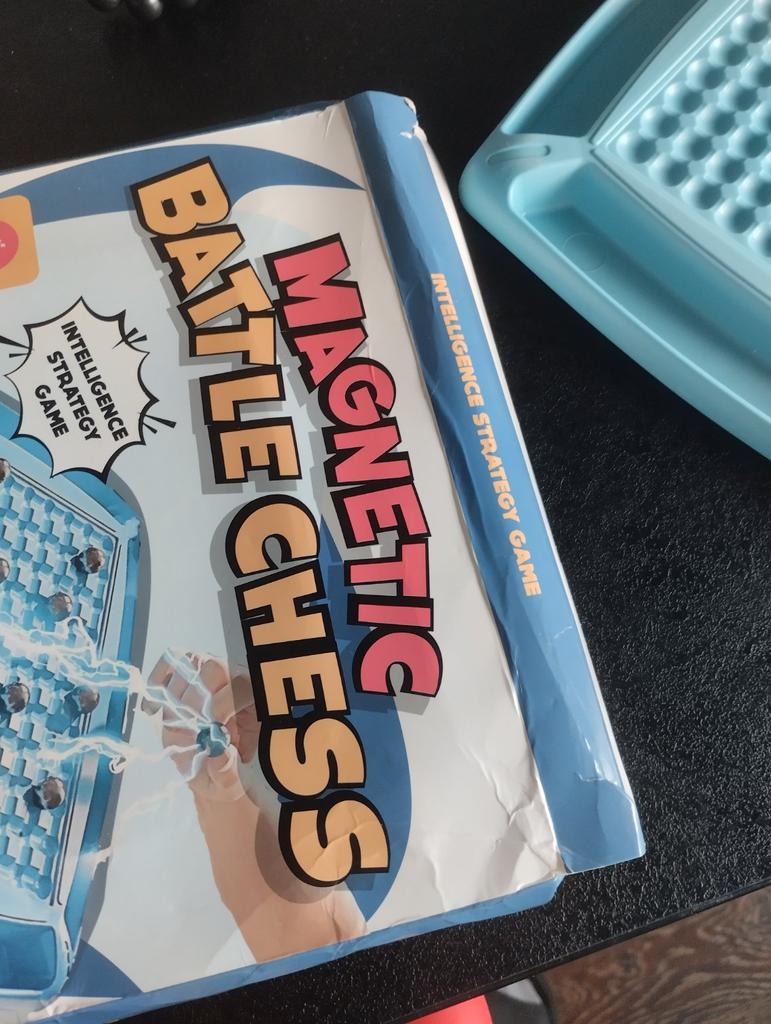 MAGNETIC
BATTLE CHESS
INTELLIGENCE
STRATEGY
GAME
INTELLIGENCE STRATEGY GAME